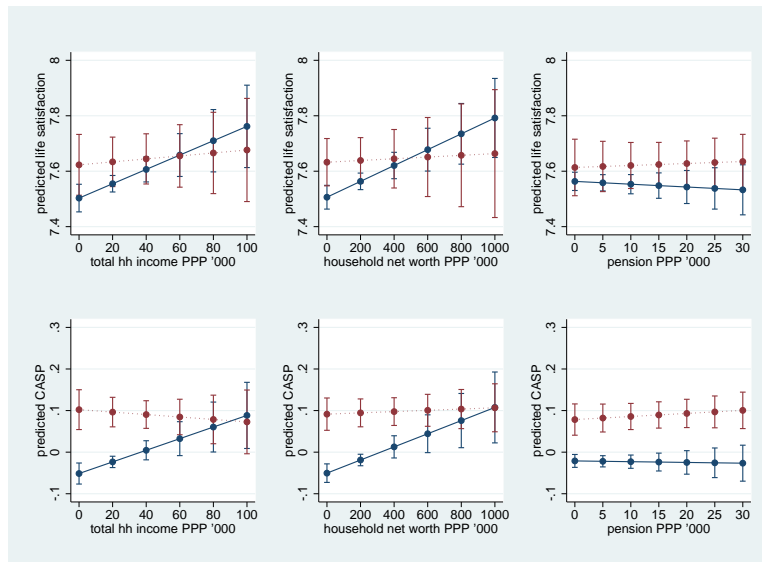 predicted life satisfaction
8
7.8
7.6
7.4
0 20 40 60 80 100
total hh income PPP '000
predicted life satisfaction
8
7.8
7.6
7.4
0 200 400 600 800 1000
household net worth PPP '000
predicted life satisfaction
8
7.8
7.6
7.4
0 5 10 15 20 25 30
pension PPP '000
predicted CASP
.3
.2
.1
0
-.1
0 20 40 60 80 100
total hh income PPP '000
predicted CASP
.3
.2
.1
0
-.1
0 200 400 600 800 1000
household net worth PPP '000
predicted CASP
.3
.2
.1
0
-.1
0 5 10 15 20 25 30
pension PPP '000